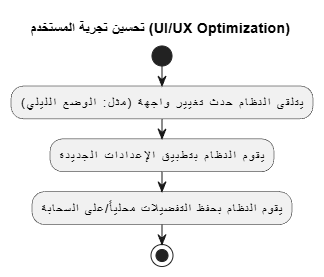 تحسين تجربة المستخدم (UI/UX Optimization)
يتلقى النظام حدث تغيير واجهة (مثل: الوضع الليلي)
يقوم النظام بتطبيق الإعدادات الجديدة
يقوم النظام بحفظ التفضيلات محلياً/على السحابة